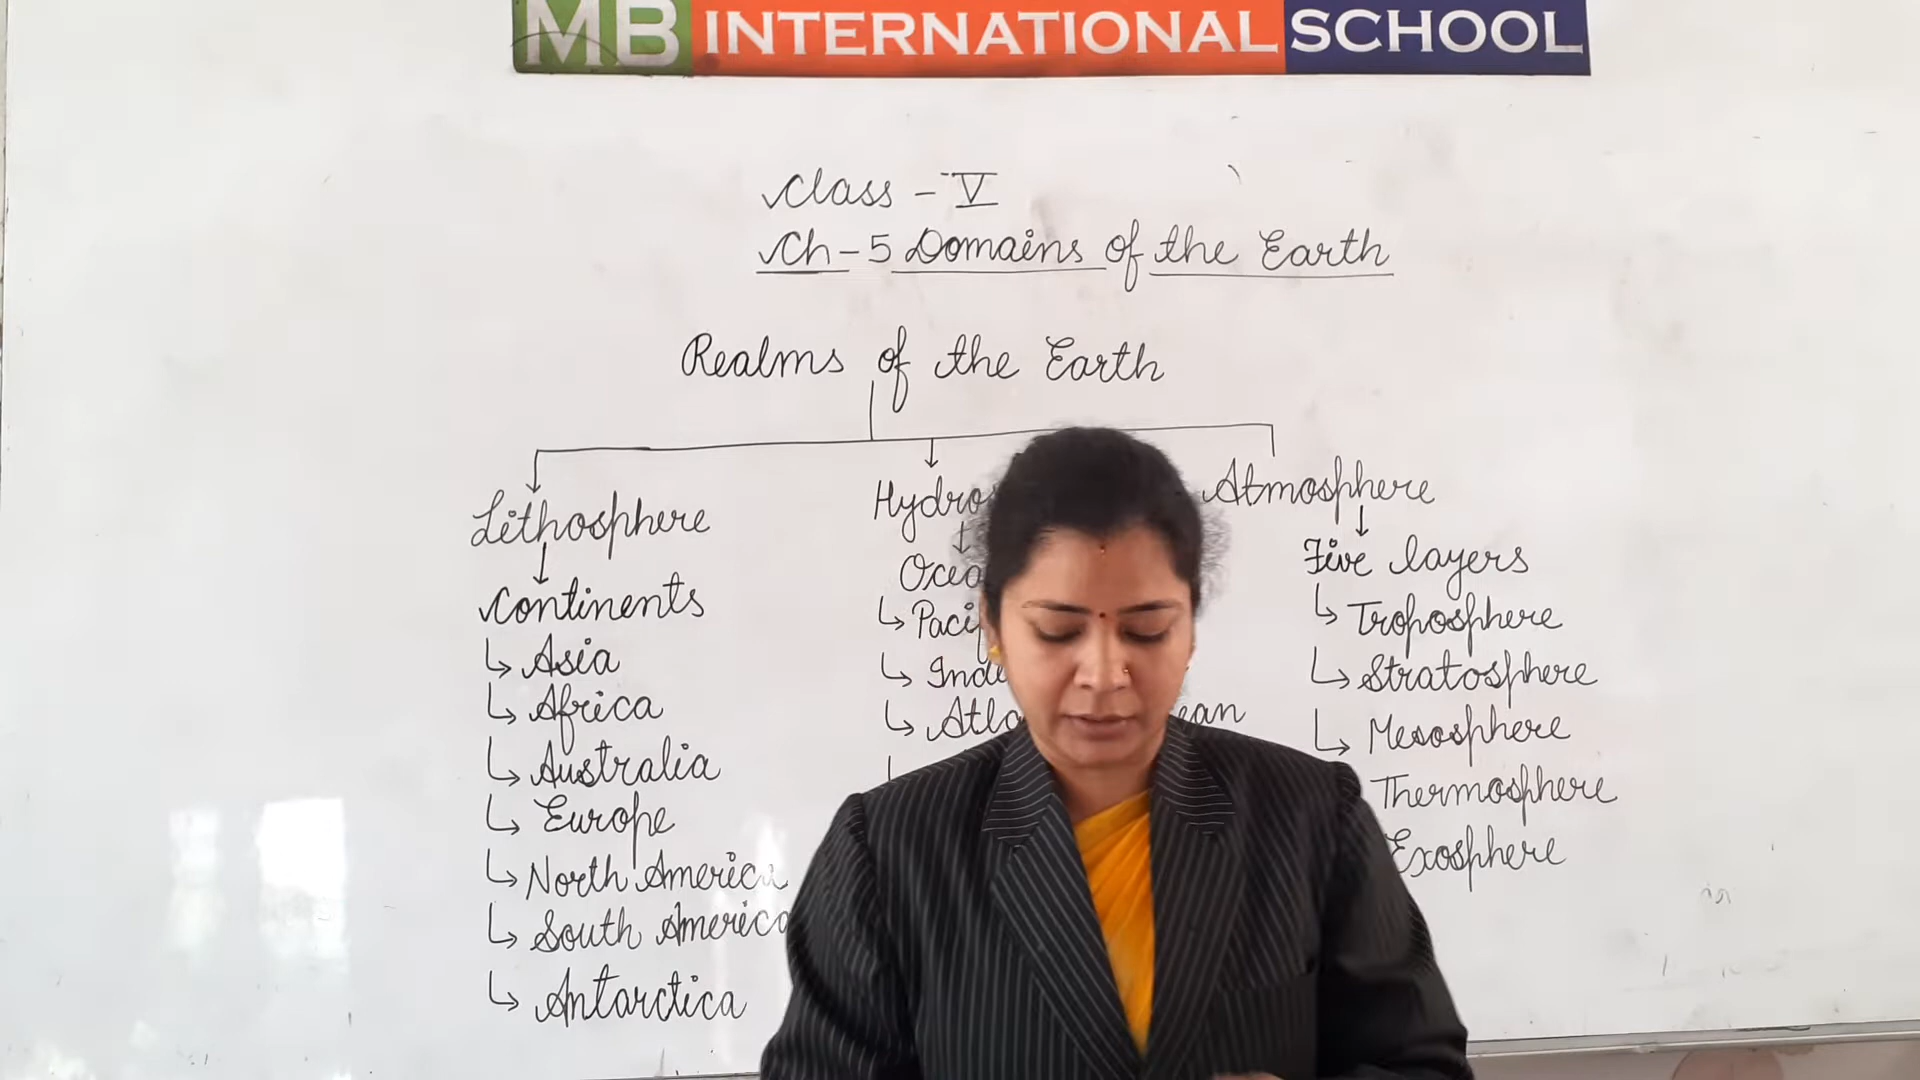 MB INTERNATIONAL SCHOOL
Class - V
Ch - 5 Domains of the Earth
Realms of the Earth
Lithosphere
Continents
Asia
Africa
Australia
Europe
North America
South America
Antarctica
Atmosphere
Five layers
Troposphere
Stratosphere
Mesosphere
Thermosphere
Exosphere